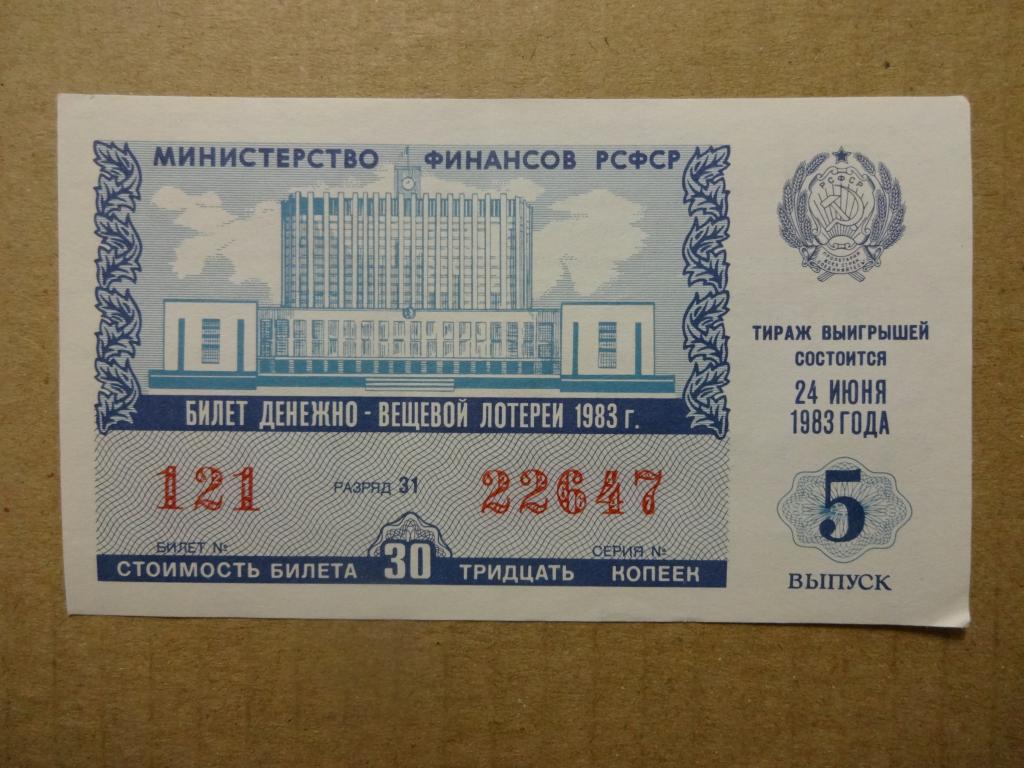 МИНИСТЕРСТВО ФИНАНСОВ РСФСР
БИЛЕТ ДЕНЕЖНО - ВЕЩЕВОЙ ЛОТЕРЕИ 1983 г.
121 РАЗРЯД 31 22647
БИЛЕТ № СЕРИЯ №
СТОИМОСТЬ БИЛЕТА 30 ТРИДЦАТЬ КОПЕЕК
РСФСР
ТИРАЖ ВЫИГРЫШЕЙ
СОСТОИТСЯ
24 ИЮНЯ
1983 ГОДА
5
ВЫПУСК